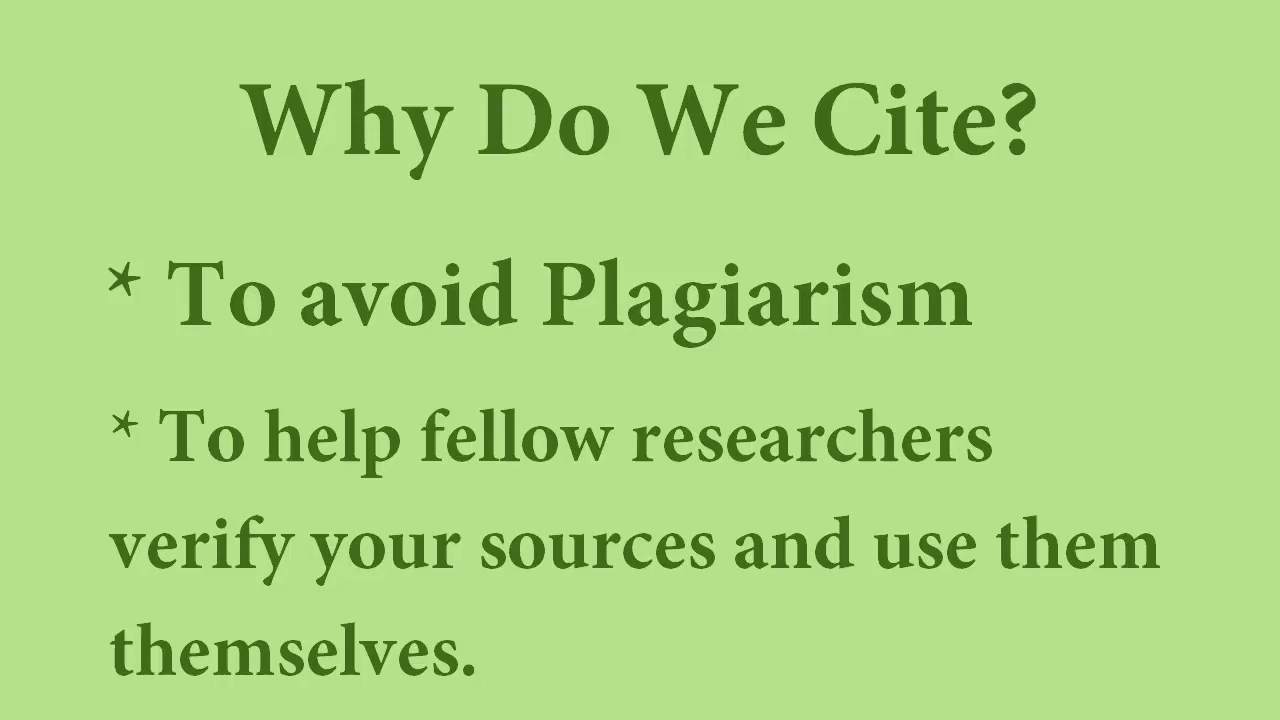 Why Do We Cite?
* To avoid Plagiarism
* To help fellow researchers
verify your sources and use them
themselves.